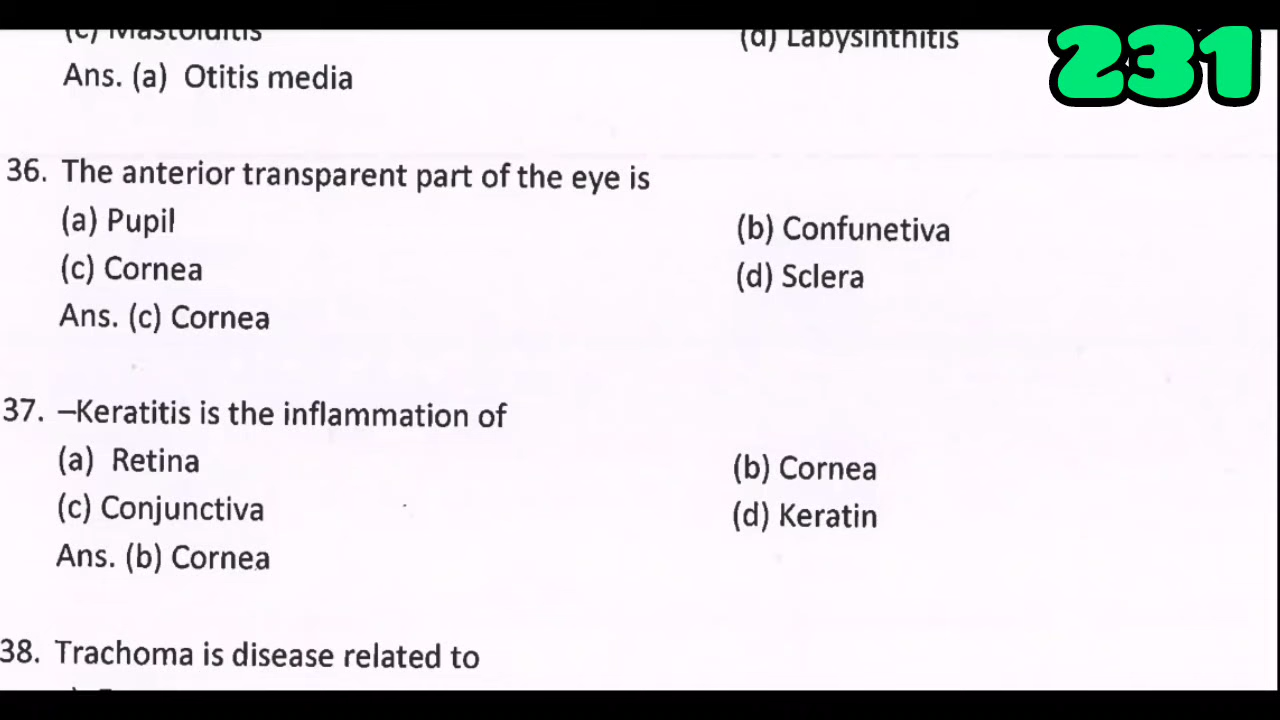 (c) Mastoiditis
(d) Labysinthitis
231
Ans. (a) Otitis media
36. The anterior transparent part of the eye is
(a) Pupil
(b) Confunetiva
(c) Cornea
(d) Sclera
Ans. (c) Cornea
37. –Keratitis is the inflammation of
(a) Retina
(b) Cornea
(c) Conjunctiva
(d) Keratin
Ans. (b) Cornea
38. Trachoma is disease related to